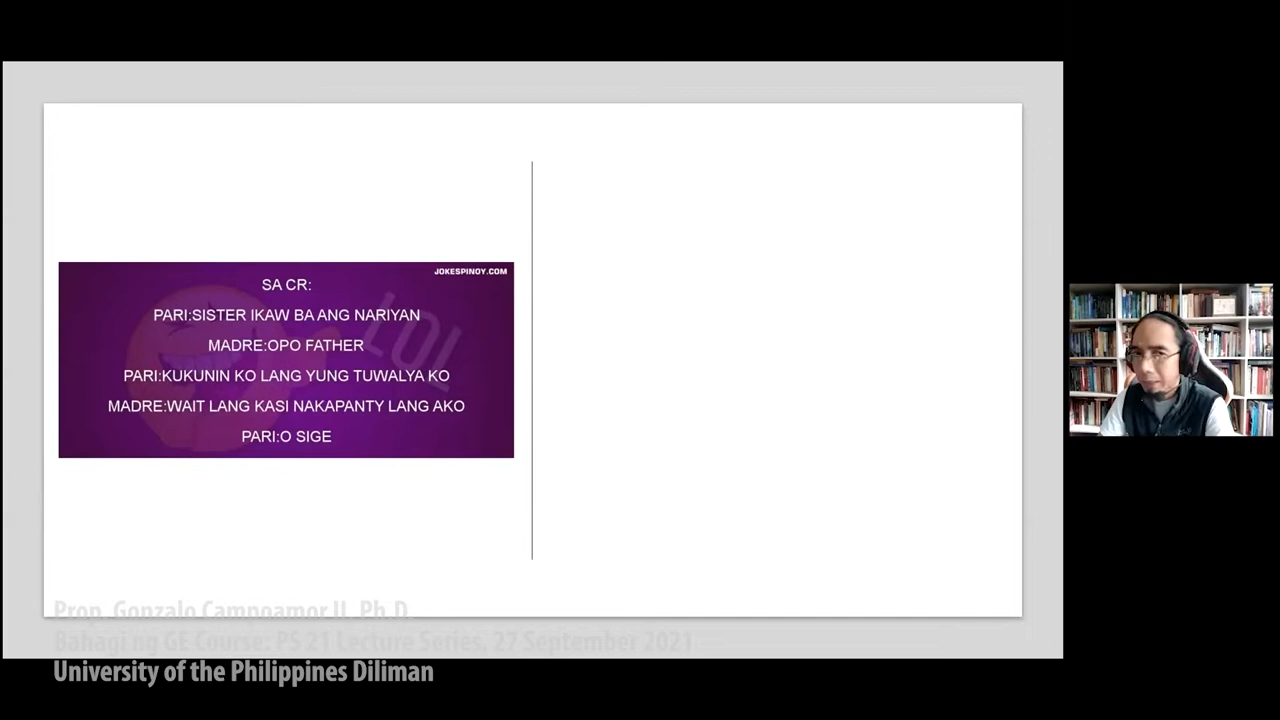 JOKESPINOY.COM
LOL
SA CR:
PARI:SISTER IKAW BA ANG NARIYAN
MADRE:OPO FATHER
PARI:KUKUNIN KO LANG YUNG TUWALYA KO
MADRE:WAIT LANG KASI NAKAPANTY LANG AKO
PARI:O SIGE
Prop. Gonzalo Campoamor II, Ph.D.
Bahagi ng GE Course: PS 21 Lecture Series, 27 September 2021
University of the Philippines Diliman